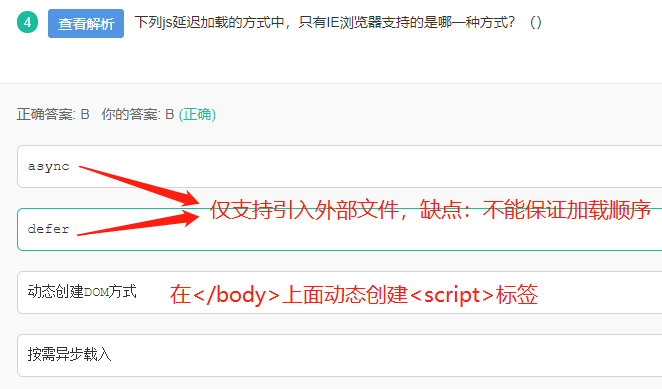 4 查看解析 下列js延迟加载的方式中，只有IE浏览器支持的是哪一种方式？（）
正确答案: B 你的答案: B (正确)
async
仅支持引入外部文件，缺点：不能保证加载顺序
defer
动态创建DOM方式 在</body>上面动态创建<script>标签
按需异步载入